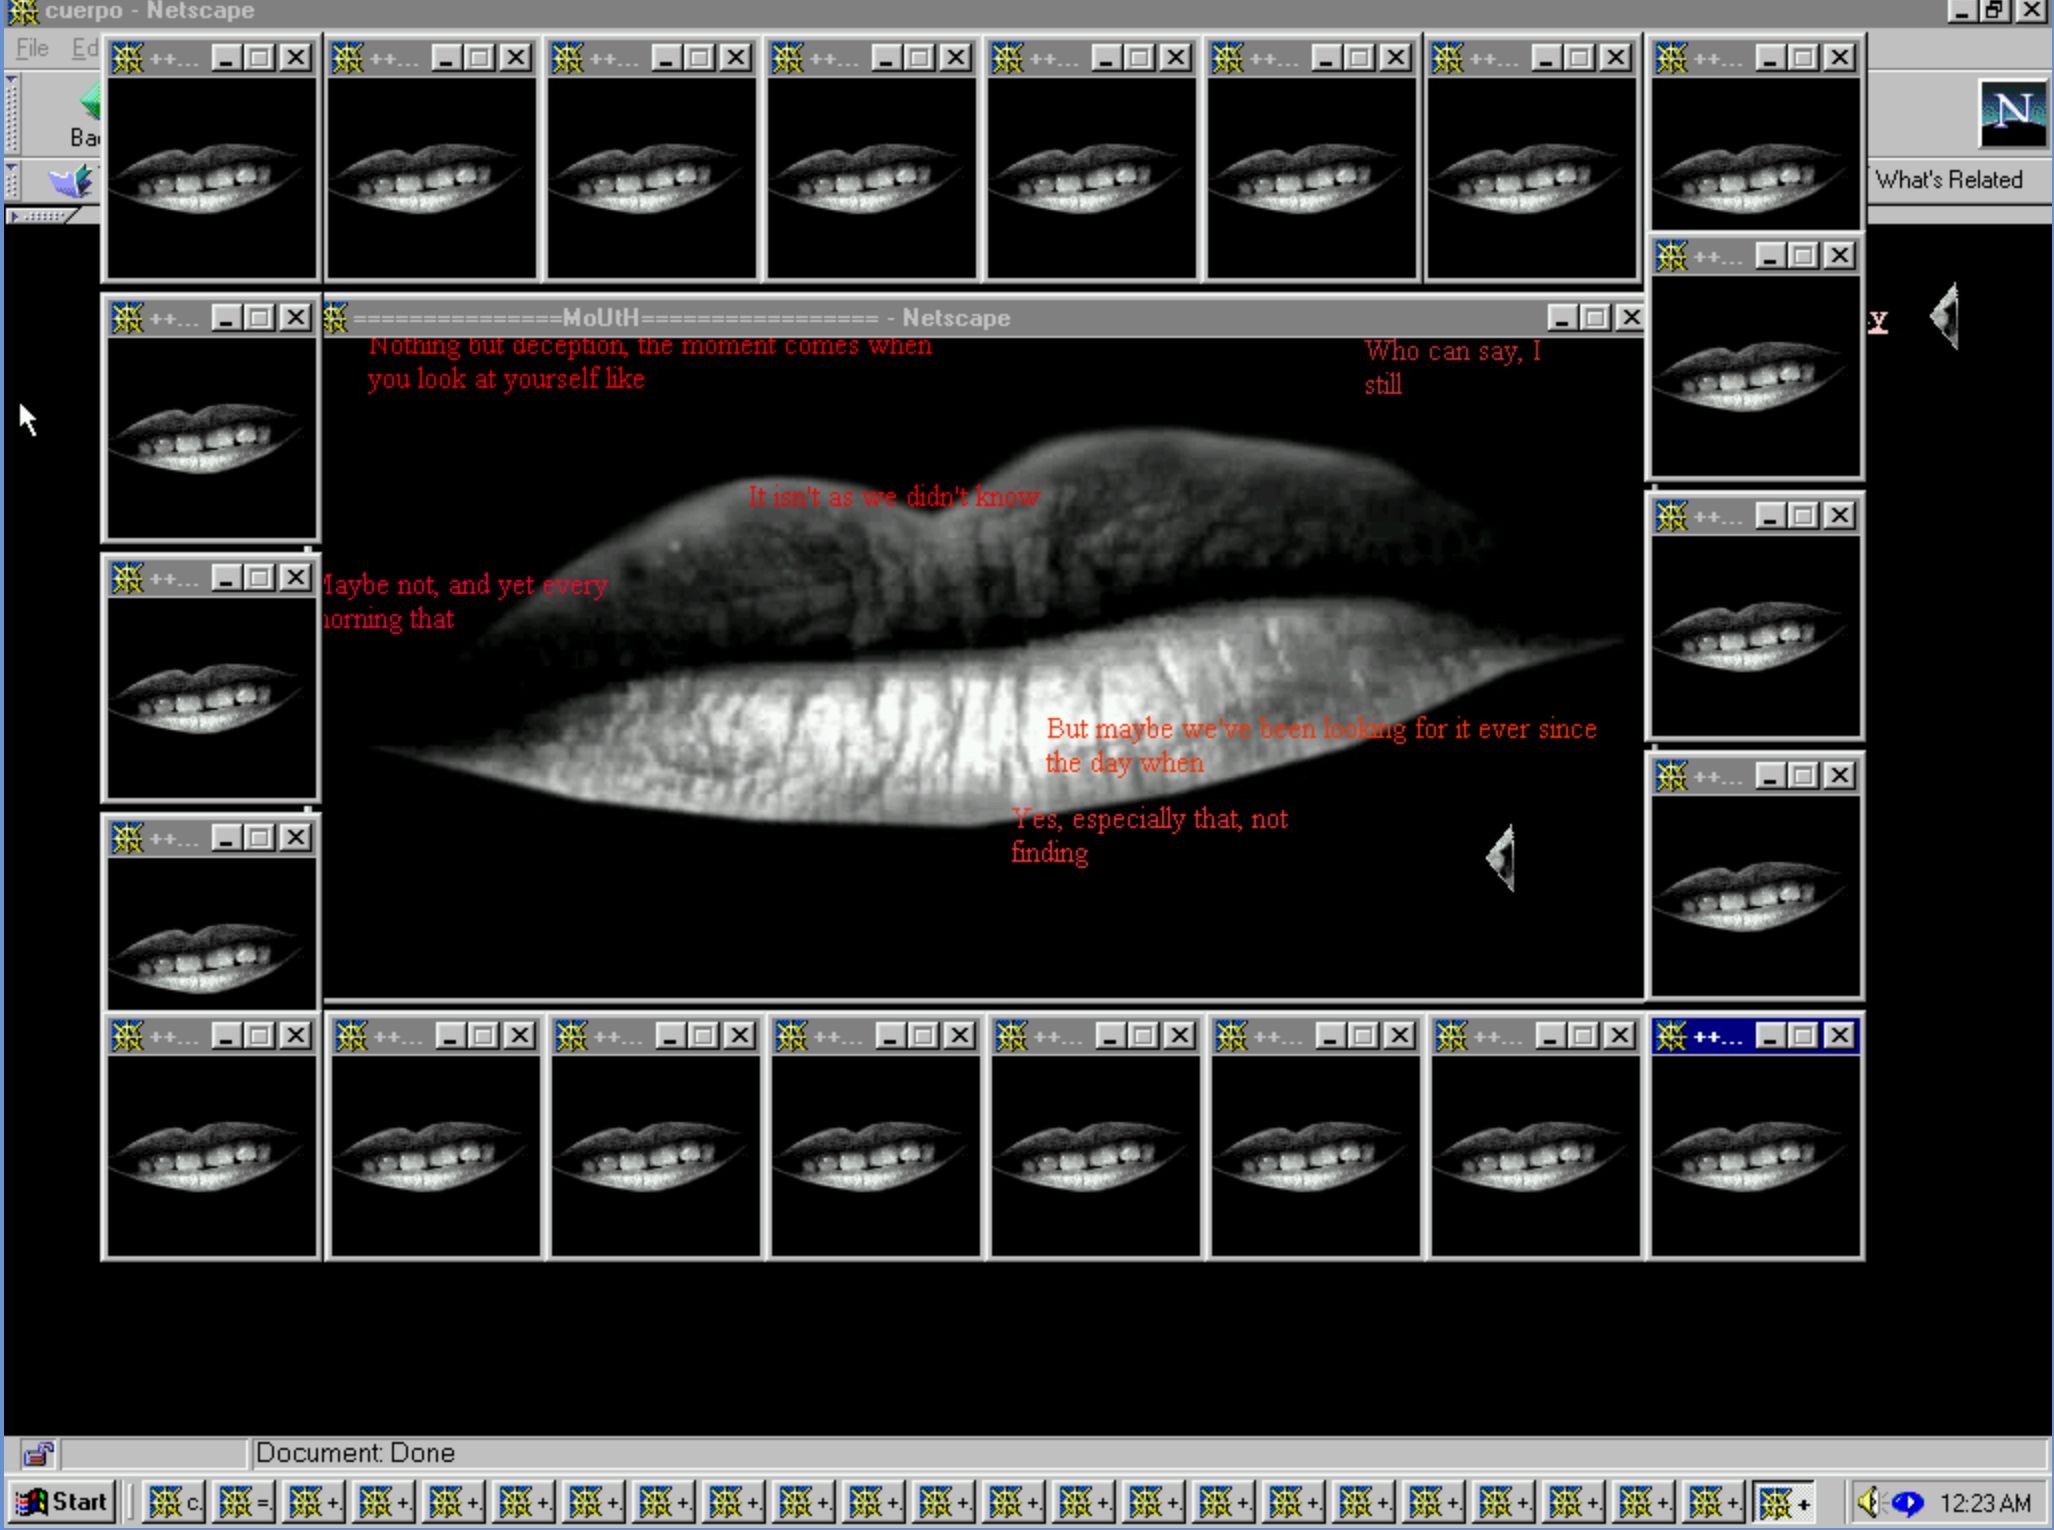 cuerpo - Netscape
File Ed
++... ++... ++... ++... ++... ++... ++... ++...
N
What's Related
++...
++... ===============MoUtH================= - Netscape
Nothing but deception, the moment comes when
you look at yourself like
Who can say, I
still
Y
It isn't as we didn't know
++...
++...
Maybe not, and yet every
morning that
But maybe we've been looking for it ever since
the day when
++...
++...
Yes, especially that, not
finding
++... ++... ++... ++... ++... ++... ++... ++...
Document: Done
Start c. =. +. +. +. +. +. +. +. +. +. +. +. +. +. +. +. +. +. +. +. +. +. + 12:23 AM